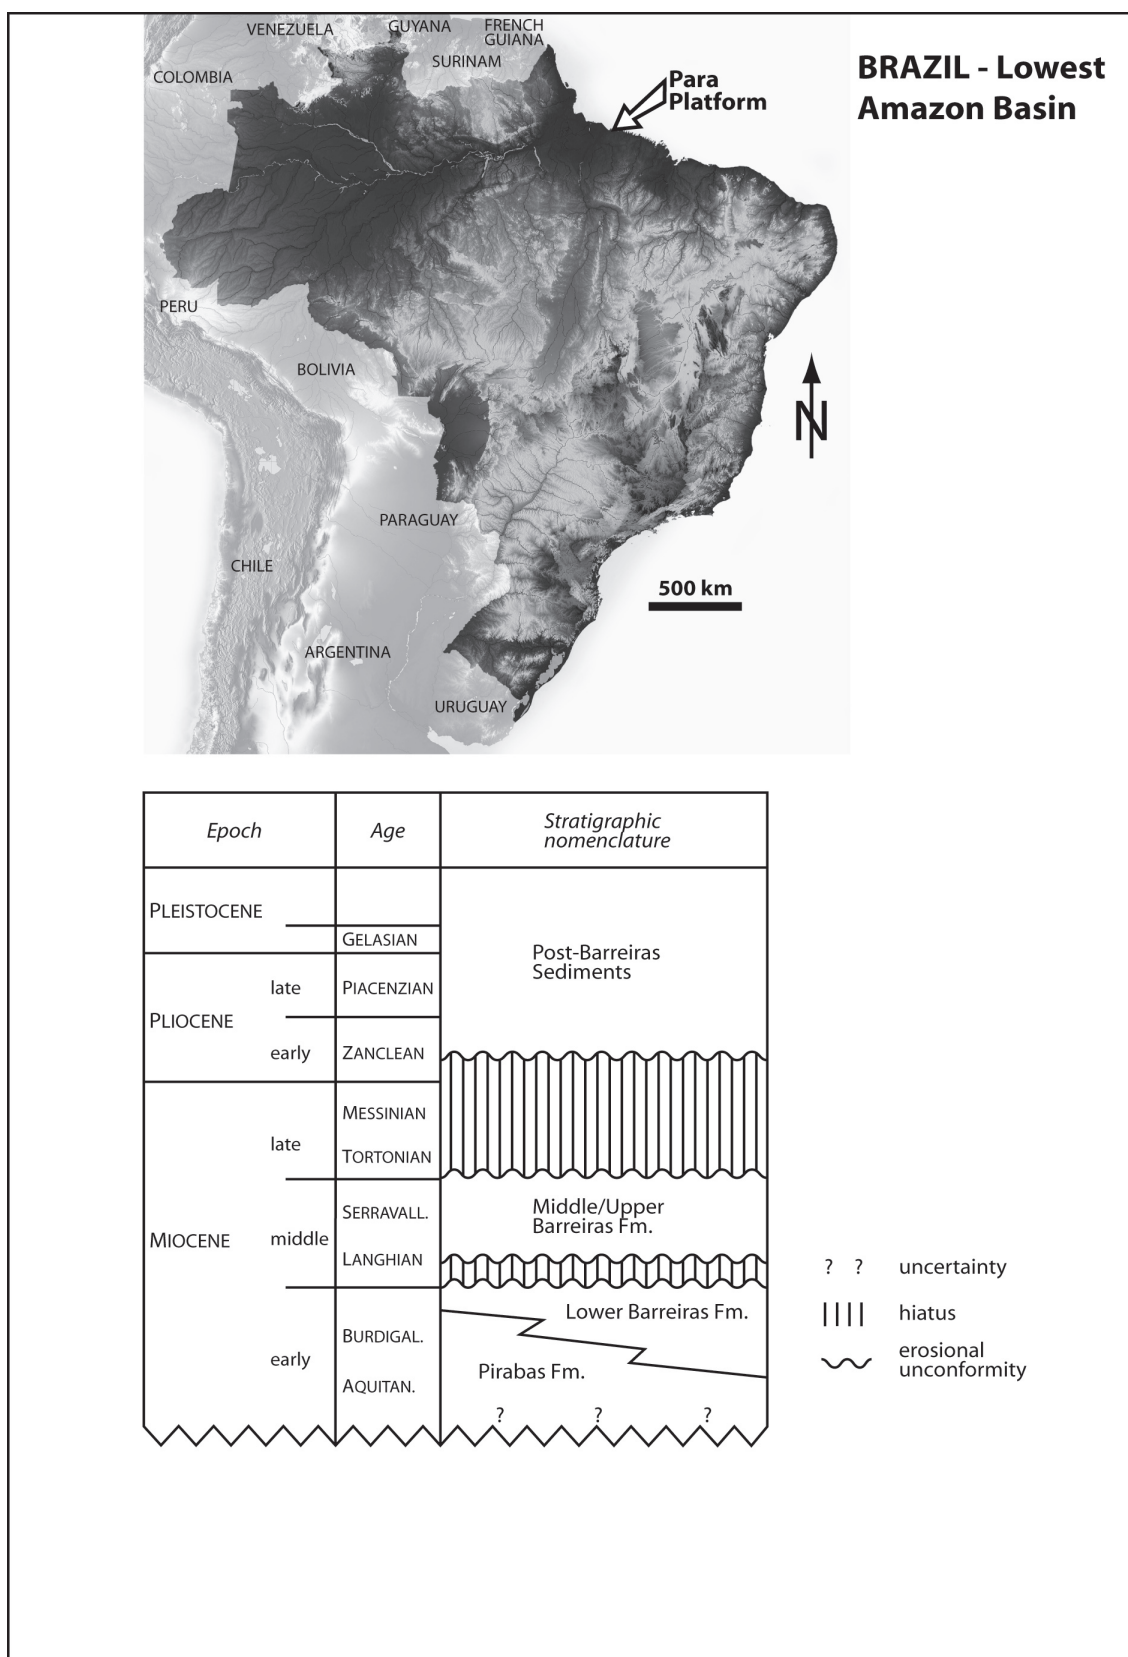 VENEZUELA
GUYANA
FRENCH
GUIANA
SURINAM
COLOMBIA
Para
Platform
BRAZIL - Lowest
Amazon Basin
PERU
BOLIVIA
N
PARAGUAY
CHILE
500 km
ARGENTINA
URUGUAY
Epoch
Age
Stratigraphic
nomenclature
PLEISTOCENE
GELASIAN
Post-Barreiras
Sediments
late
PIACENZIAN
PLIOCENE
early
ZANCLEAN
MESSINIAN
late
TORTONIAN
SERRAVALL.
Middle/Upper
Barreiras Fm.
MIOCENE
middle
LANGHIAN
Lower Barreiras Fm.
BURDIGAL.
early
Pirabas Fm.
AQUITAN.
? ? ?
? ? uncertainty
hiatus
erosional
unconformity